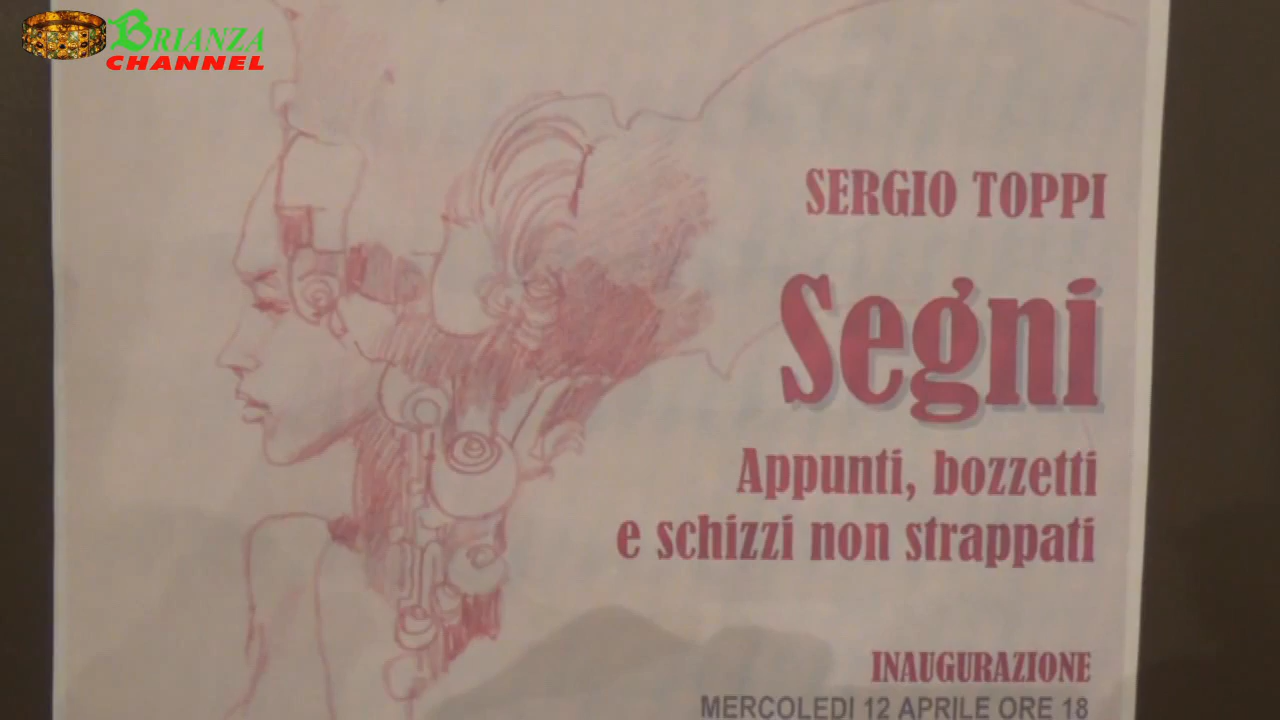 BRIANZA
CHANNEL
SERGIO TOPPI
Segni
Appunti, bozzetti
e schizzi non strappati
INAUGURAZIONE
MERCOLEDI 12 APRILE ORE 18